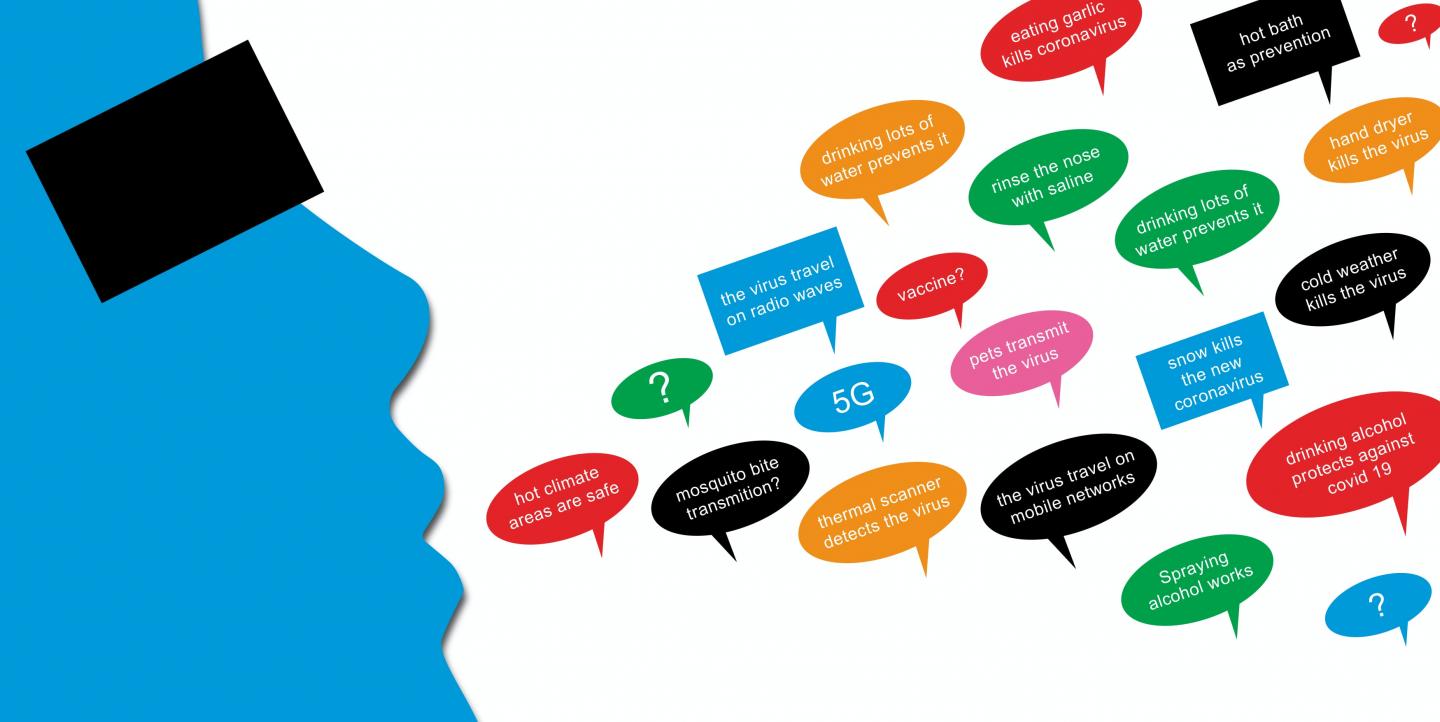 eating garlic
kills coronavirus
hot bath
as prevention
?
drinking lots of
water prevents it
rinse the nose
with saline
hand dryer
kills the virus
drinking lots of
water prevents it
the virus travel
on radio waves
vaccine?
cold weather
kills the virus
pets transmit
the virus
snow kills
the new
coronavirus
?
5G
drinking alcohol
protects against
covid 19
hot climate
areas are safe
mosquito bite
transmition?
thermal scanner
detects the virus
the virus travel on
mobile networks
Spraying
alcohol works
?